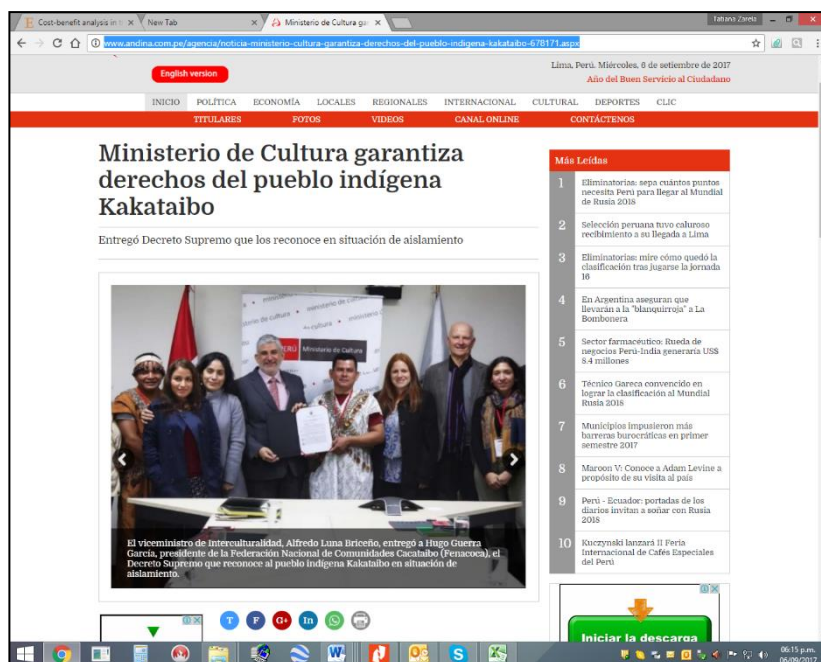 Cost-benefit analysis in t
New Tab
Ministerio de Cultura ga
Tatiana Zarela
www.andina.com.pe/agencia/noticia-ministerio-cultura-garantiza-derechos-del-pueblo-indigena-kakataibo-678171.aspx
English version
Lima, Perú. Miércoles, 6 de setiembre de 2017
Año del Buen Servicio al Ciudadano
INICIO POLÍTICA ECONOMÍA LOCALES REGIONALES INTERNACIONAL CULTURAL DEPORTES CLIC
TITULARES FOTOS VIDEOS CANAL ONLINE CONTÁCTENOS
Ministerio de Cultura garantiza
derechos del pueblo indígena
Kakataibo
Entregó Decreto Supremo que los reconoce en situación de aislamiento
PERÚ Ministerio de Cultura
El viceministro de Interculturalidad, Alfredo Luna Briceño, entregó a Hugo Guerra
García, presidente de la Federación Nacional de Comunidades Cacataibo (Fenacoca), el
Decreto Supremo que reconoce al pueblo indígena Kakataibo en situación de
aislamiento.
T F G+ In
Más Leídas
1 Eliminatorias: sepa cuántos puntos
necesita Perú para llegar al Mundial
de Rusia 2018
2 Selección peruana tuvo caluroso
recibimiento a su llegada a Lima
3 Eliminatorias: mire cómo quedó la
clasificación tras jugarse la jornada
16
4 En Argentina aseguran que
llevarán a la "blanquirroja" a La
Bombonera
5 Sector farmacéutico: Rueda de
negocios Perú-India generaría US$
8.4 millones
6 Técnico Gareca convencido en
lograr la clasificación al Mundial
Rusia 2018
7 Municipios impusieron más
barreras burocráticas en primer
semestre 2017
8 Maroon V: Conoce a Adam Levine a
propósito de su visita al país
9 Perú - Ecuador: portadas de los
diarios invitan a soñar con Rusia
2018
10 Kuczynski lanzará II Feria
Internacional de Cafés Especiales
del Perú
Iniciar la descarga
06:15 p.m.
06/09/2017